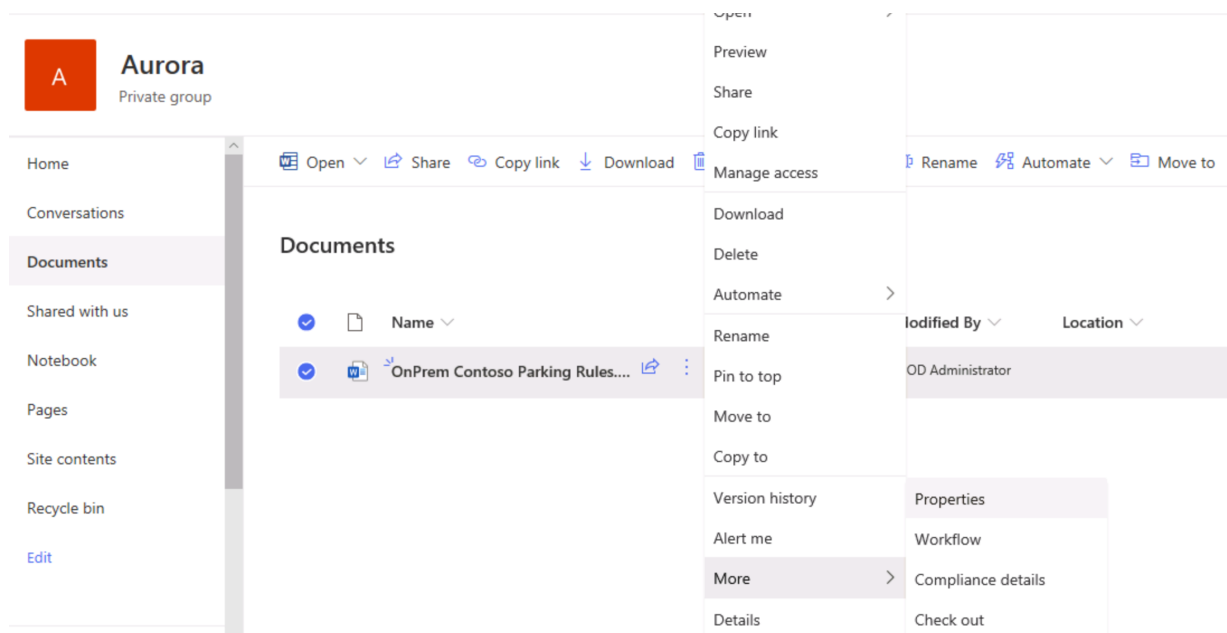 Aurora
A
Private group
Home
Conversations
Documents
Shared with us
Notebook
Pages
Site contents
Recycle bin
Edit
Open
Share
Copy link
Download
Rename
Automate
Move to
Documents
Name
Modified By
Location
OnPrem Contoso Parking Rules....
OD Administrator
Open
Preview
Share
Copy link
Manage access
Download
Delete
Automate
Rename
Pin to top
Move to
Copy to
Version history
Alert me
More
Details
Properties
Workflow
Compliance details
Check out